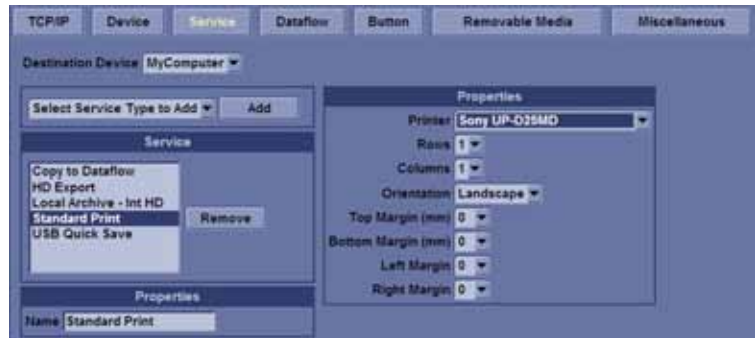 TCP/IP Device Service Dataflow Button Removable Media Miscellaneous
Destination Device MyComputer
Select Service Type to Add Add
Service
Copy to Dataflow
HD Export
Local Archive - Int HD
Standard Print
USB Quick Save
Remove
Properties
Name Standard Print
Properties
Printer Sony UP-D25MD
Rows 1
Columns 1
Orientation Landscape
Top Margin (mm) 0
Bottom Margin (mm) 0
Left Margin 0
Right Margin 0